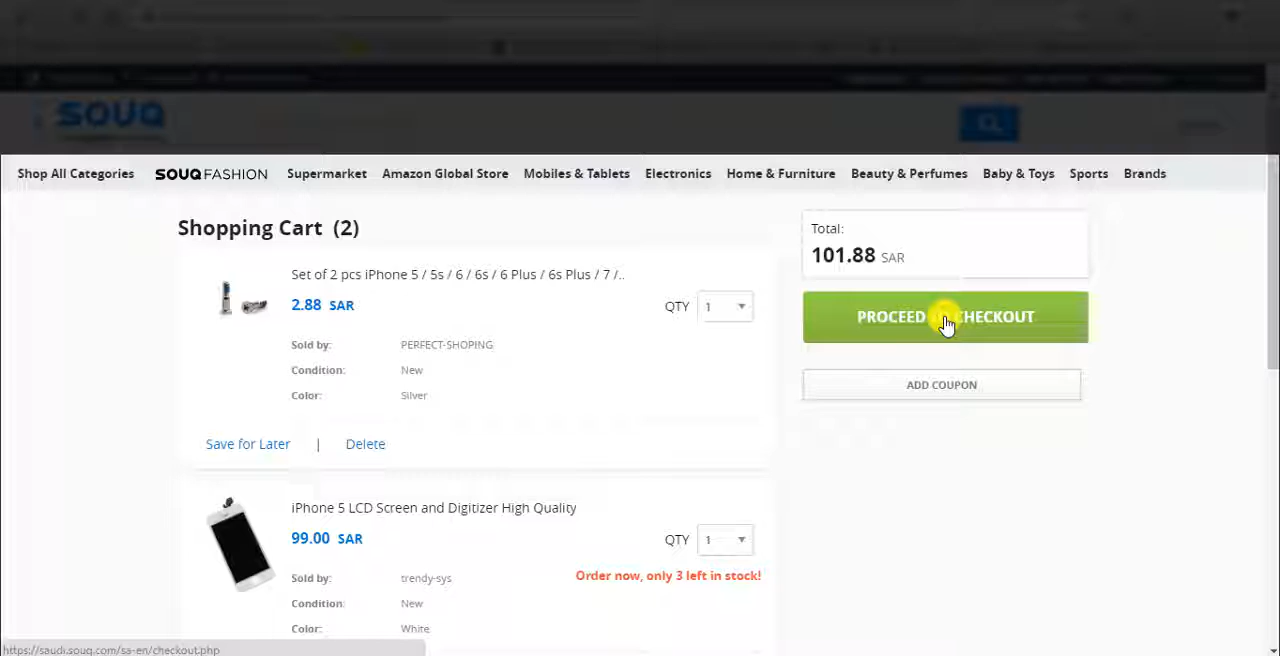 SOUQ
Shop All Categories SOUQ FASHION Supermarket Amazon Global Store Mobiles & Tablets Electronics Home & Furniture Beauty & Perfumes Baby & Toys Sports Brands
Shopping Cart (2)
Total:
101.88 SAR
PROCEED CHECKOUT
ADD COUPON
Set of 2 pcs iPhone 5 / 5s / 6 / 6s / 6 Plus / 6s Plus / 7 /..
2.88 SAR
QTY 1
Sold by: PERFECT-SHOPING
Condition: New
Color: Silver
Save for Later | Delete
iPhone 5 LCD Screen and Digitizer High Quality
99.00 SAR
QTY 1
Order now, only 3 left in stock!
Sold by: trendy-sys
Condition: New
Color: White
https://saudi.souq.com/sa-en/checkout.php